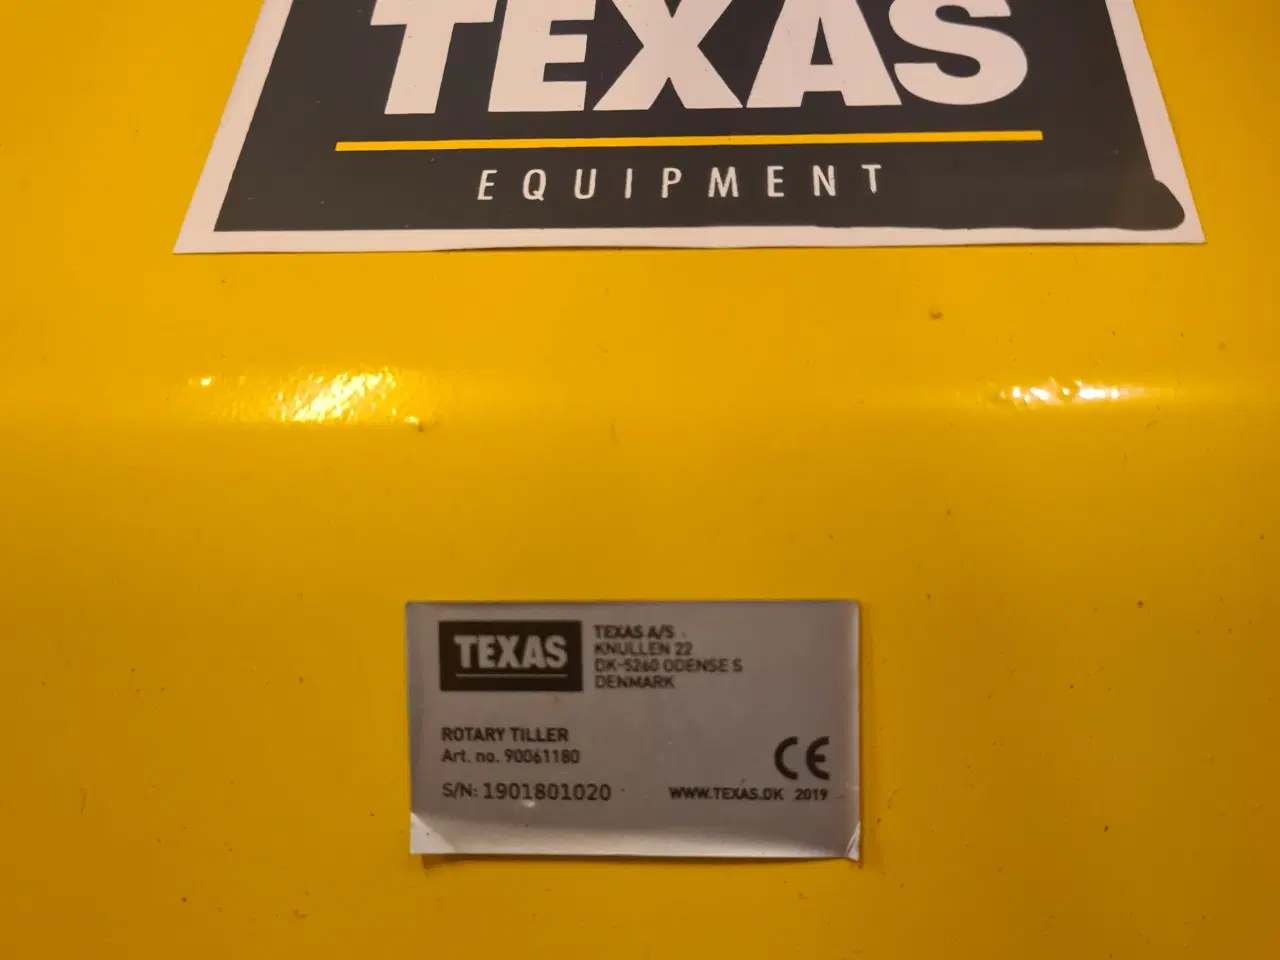 TEXAS
EQUIPMENT
TEXAS
TEXAS A/S
KNULLEN 22
DK-5260 ODENSE S
DENMARK
ROTARY TILLER
Art. no. 90061180
S/N: 1901801020
WWW.TEXAS.DK 2019
CE